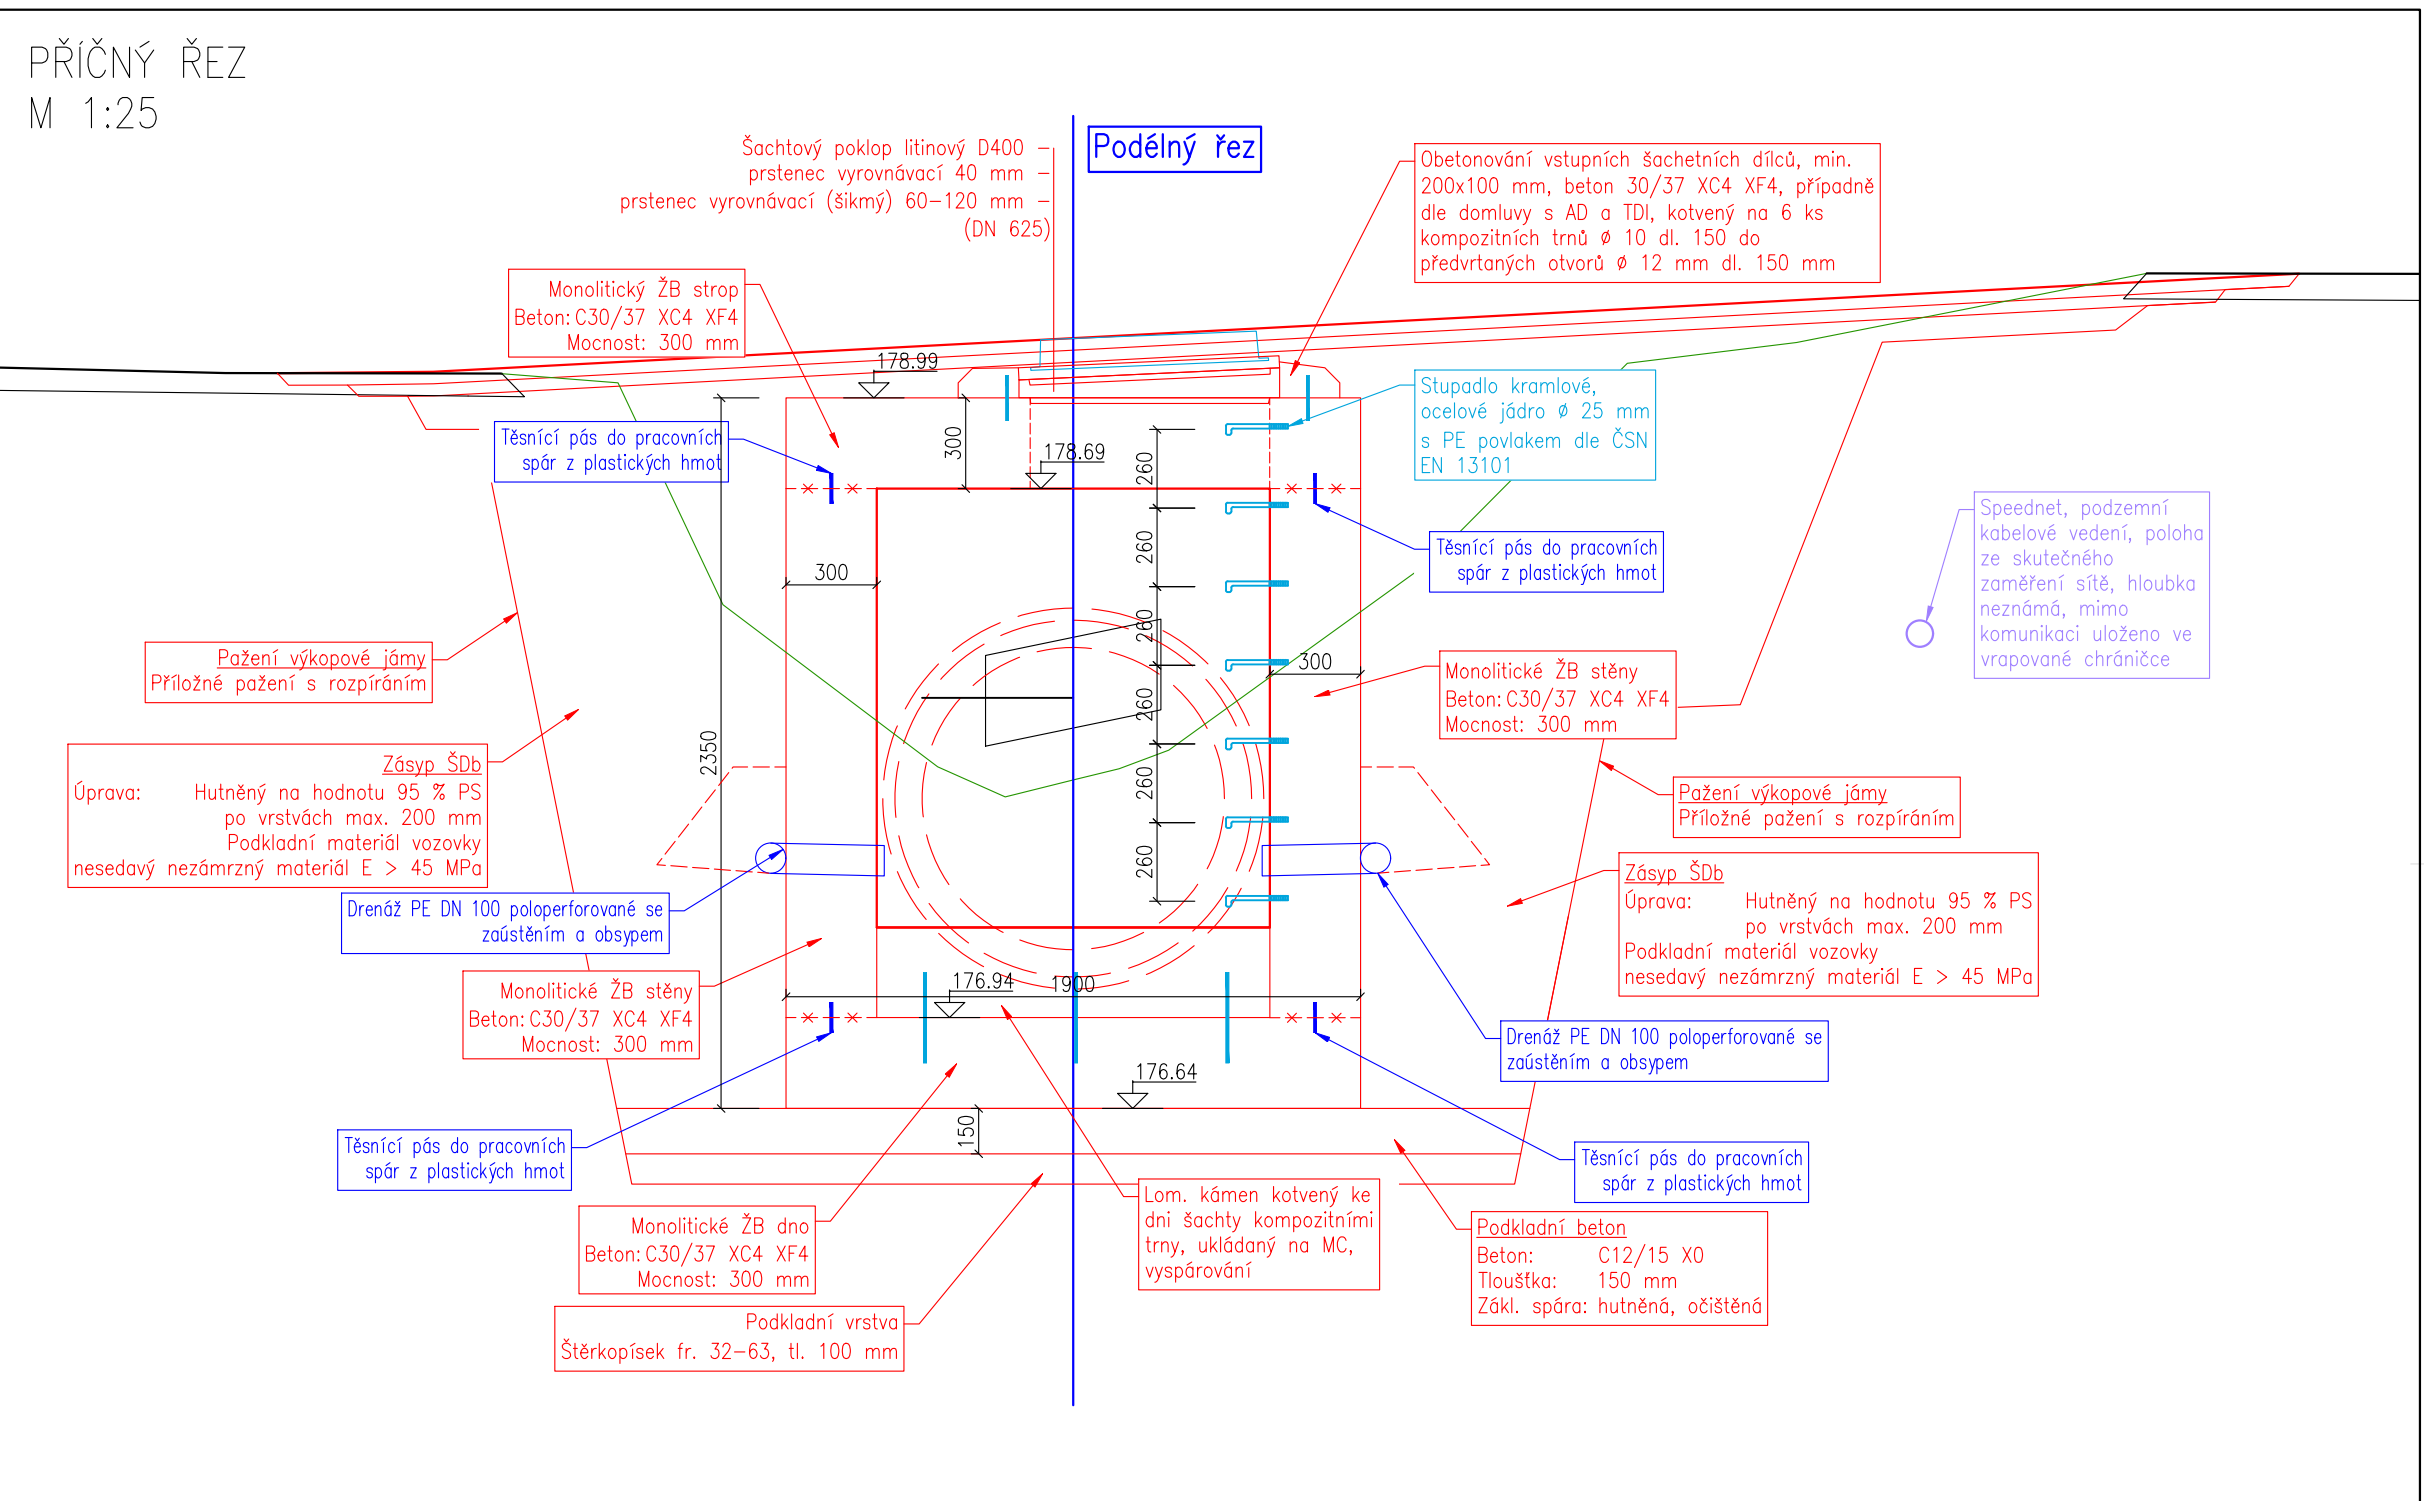 PŘÍČNÝ ŘEZ
M 1:25
Šachtový poklop litinový D400
prstenec vyrovnávací 40 mm
prstenec vyrovnávací (šikmý) 60-120 mm
(DN 625)
Podélný řez
Obetonování vstupních šachetních dílců, min.
200x100 mm, beton 30/37 XC4 XF4, případně
dle domluvy s AD a TDI, kotvený na 6 ks
kompozitních trnů ø 10 dl. 150 do
předvrtaných otvorů ø 12 mm dl. 150 mm
Monolitický ŽB strop
Beton: C30/37 XC4 XF4
Mocnost: 300 mm
178.99
Stupadlo kramlové,
ocelové jádro ø 25 mm
s PE povlakem dle ČSN
EN 13101
Těsnící pás do pracovních
spár z plastických hmot
300
178.69
260
260
260
260
260
260
Těsnící pás do pracovních
spár z plastických hmot
Speednet, podzemní
kabelové vedení, poloha
ze skutečného
zaměření sítě, hloubka
neznámá, mimo
komunikaci uloženo ve
vrapované chráničce
300
300
2350
Pažení výkopové jámy
Příložné pažení s rozpíráním
Monolitické ŽB stěny
Beton: C30/37 XC4 XF4
Mocnost: 300 mm
Zásyp ŠDb
Úprava: Hutněný na hodnotu 95 % PS
po vrstvách max. 200 mm
Podkladní materiál vozovky
nesedavý nezámrzný materiál E > 45 MPa
Pažení výkopové jámy
Příložné pažení s rozpíráním
Zásyp ŠDb
Úprava: Hutněný na hodnotu 95 % PS
po vrstvách max. 200 mm
Podkladní materiál vozovky
nesedavý nezámrzný materiál E > 45 MPa
Drenáž PE DN 100 poloperforované se
zaústěním a obsypem
Monolitické ŽB stěny
Beton: C30/37 XC4 XF4
Mocnost: 300 mm
176.94
1900
Drenáž PE DN 100 poloperforované se
zaústěním a obsypem
176.64
150
Těsnící pás do pracovních
spár z plastických hmot
Těsnící pás do pracovních
spár z plastických hmot
Monolitické ŽB dno
Beton: C30/37 XC4 XF4
Mocnost: 300 mm
Lom. kámen kotvený ke
dni šachty kompozitními
trny, ukládaný na MC,
vyspárování
Podkladní beton
Beton: C12/15 X0
Tloušťka: 150 mm
Zákl. spára: hutněná, očištěná
Podkladní vrstva
Štěrkopísek fr. 32-63, tl. 100 mm